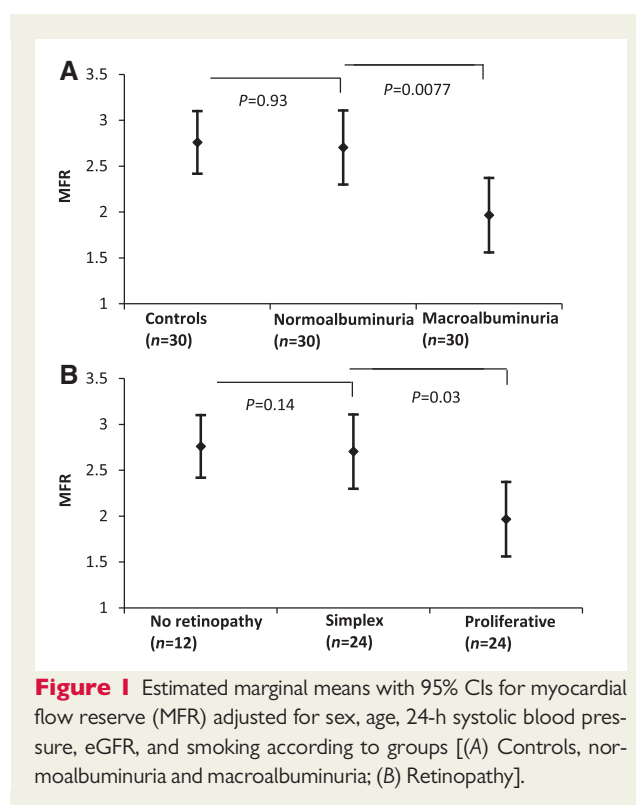 A
3.5
3
2.5
2
1.5
1
MFR
P=0.93
P=0.0077
Controls Normoalbuminuria Macroalbuminuria
(n=30) (n=30) (n=30)
B
3.5
3
2.5
2
1.5
1
MFR
P=0.14
P=0.03
No retinopathy Simplex Proliferative
(n=12) (n=24) (n=24)
Figure 1 Estimated marginal means with 95% CIs for myocardial
flow reserve (MFR) adjusted for sex, age, 24-h systolic blood pres-
sure, eGFR, and smoking according to groups [(A) Controls, nor-
moalbuminuria and macroalbuminuria; (B) Retinopathy].